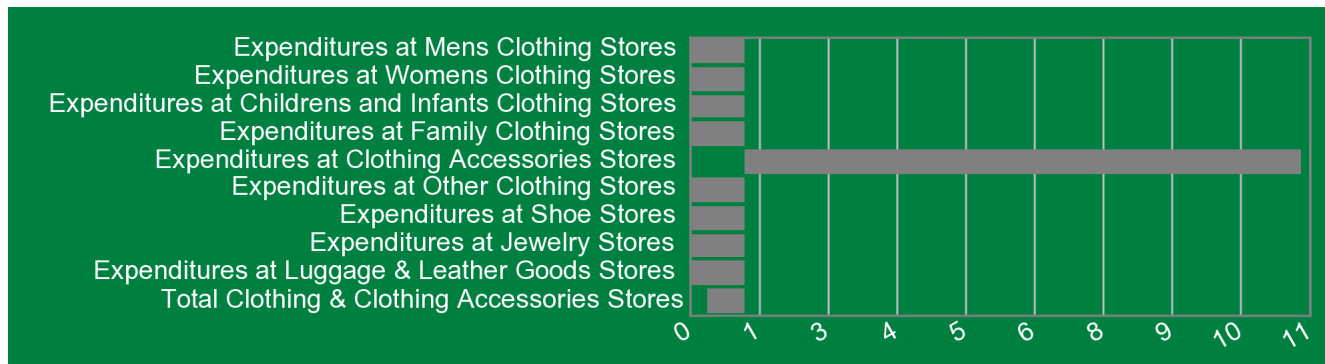 Expenditures at Mens Clothing Stores
Expenditures at Womens Clothing Stores
Expenditures at Childrens and Infants Clothing Stores
Expenditures at Family Clothing Stores
Expenditures at Clothing Accessories Stores
Expenditures at Other Clothing Stores
Expenditures at Shoe Stores
Expenditures at Jewelry Stores
Expenditures at Luggage & Leather Goods Stores
Total Clothing & Clothing Accessories Stores
0 1 3 4 5 6 8 9 10 11